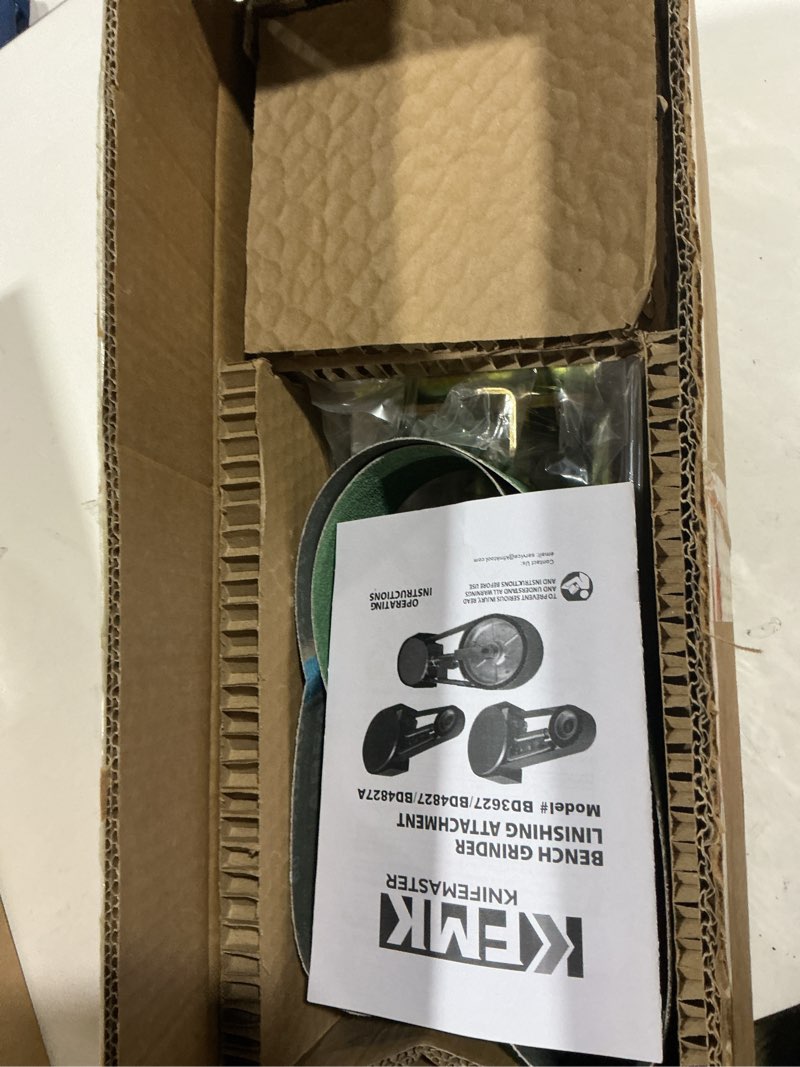 KFMK
KNIFEMASTER
BENCH GRINDER
LINISHING ATTACHMENT
Model# BD3627/BD4827/BD4827A
TO PREVENT SERIOUS INJURY, READ
AND UNDERSTAND ALL WARNINGS
AND INSTRUCTIONS BEFORE USE
OPERATING
INSTRUCTIONS
Contact Us: